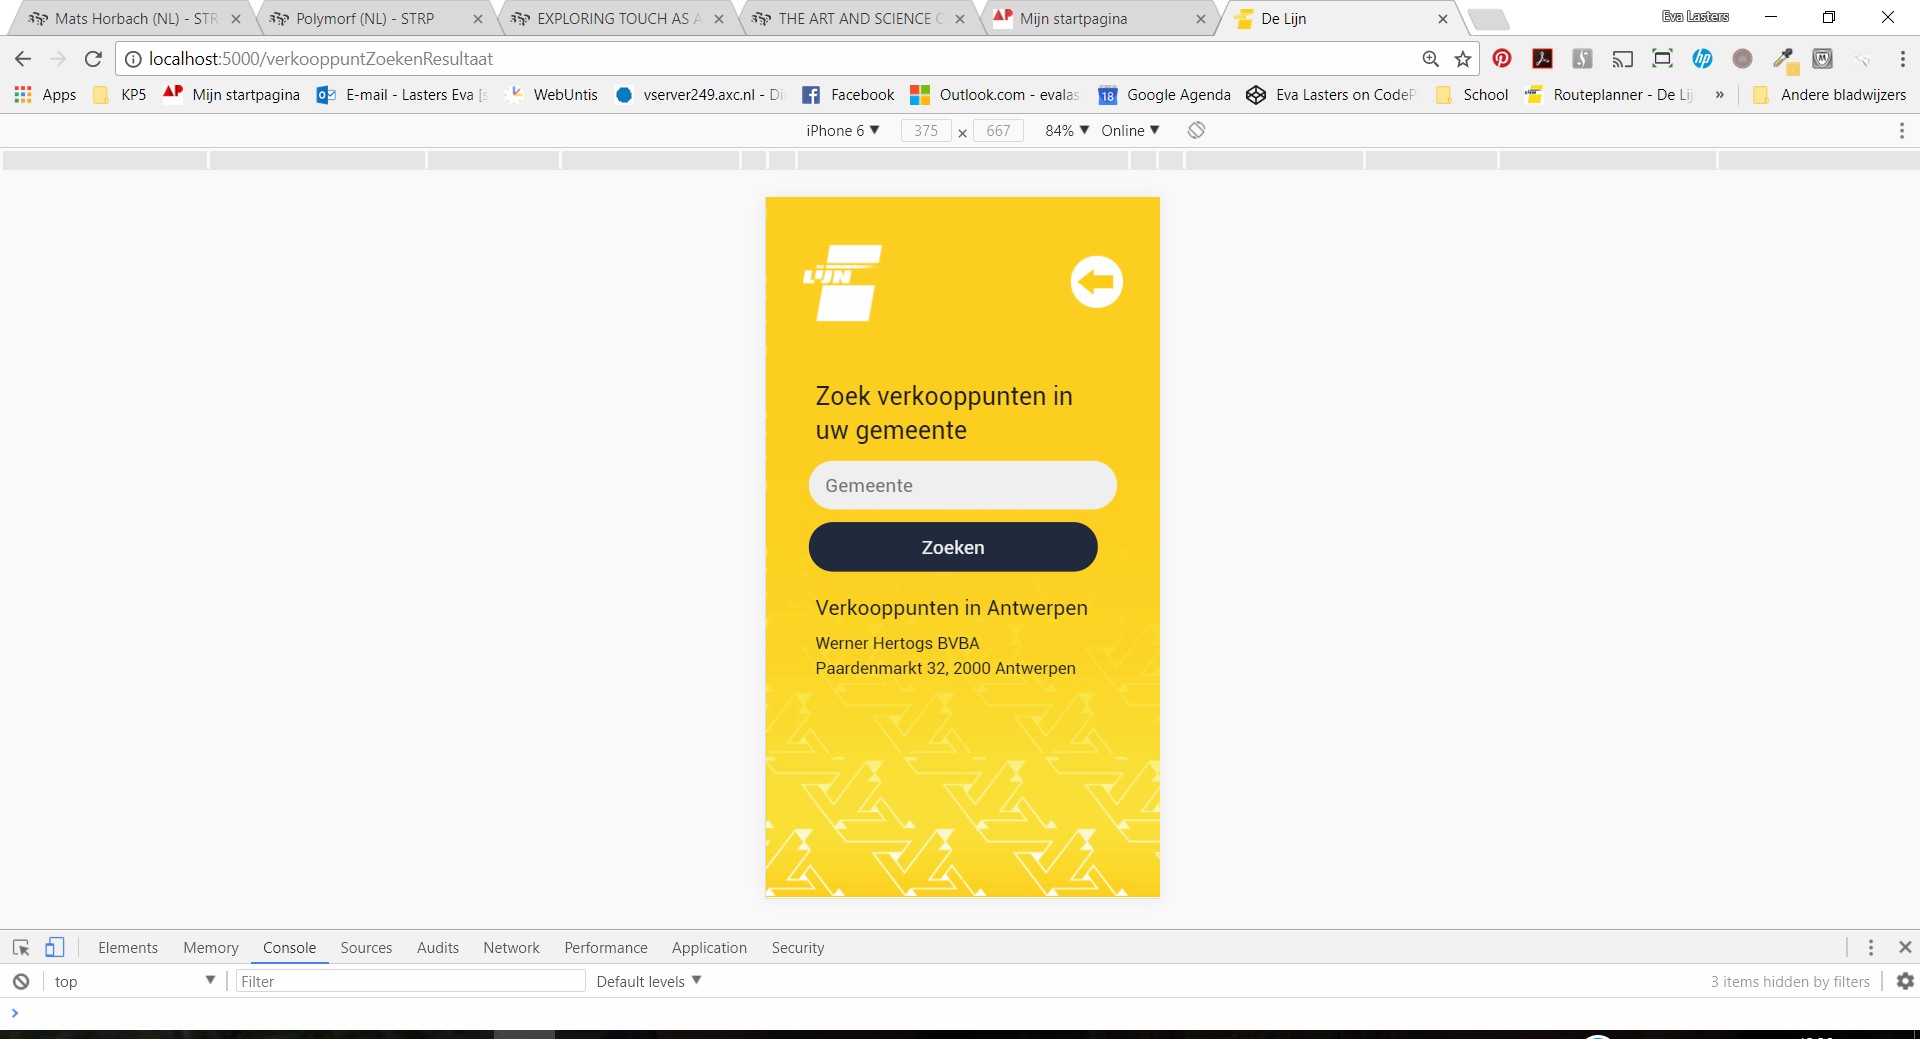 Mats Horbach (NL) - STR
Polymorf (NL) - STRP
EXPLORING TOUCH AS A
THE ART AND SCIENCE
Mijn startpagina
De Lijn
Eva Lasters
localhost:5000/verkooppuntZoekenResultaat
Apps
KP5
Mijn startpagina
E-mail - Lasters Eva [s
WebUntis
vserver249.axc.nl - Di
Facebook
Outlook.com - evalas
18
Google Agenda
Eva Lasters on CodeP
School
Routeplanner - De Lij
»
Andere bladwijzers
iPhone 6 ▼ 375 × 667 84% ▼ Online ▼
LIJN
Zoek verkooppunten in
uw gemeente
Gemeente
Zoeken
Verkooppunten in Antwerpen
Werner Hertogs BVBA
Paardenmarkt 32, 2000 Antwerpen
Elements Memory Console Sources Audits Network Performance Application Security
top ▼ Filter Default levels ▼ 3 items hidden by filters